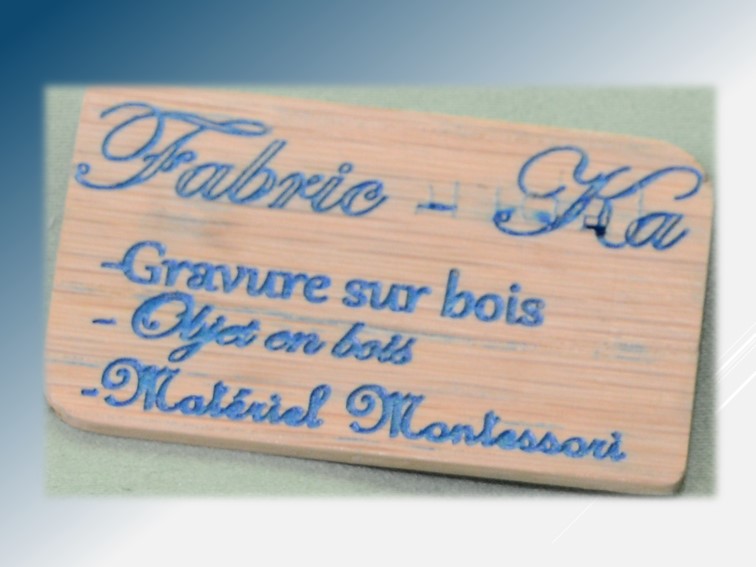 Fabric - Ka
-Gravure sur bois
- Objet en bois
-Matériel Montessori